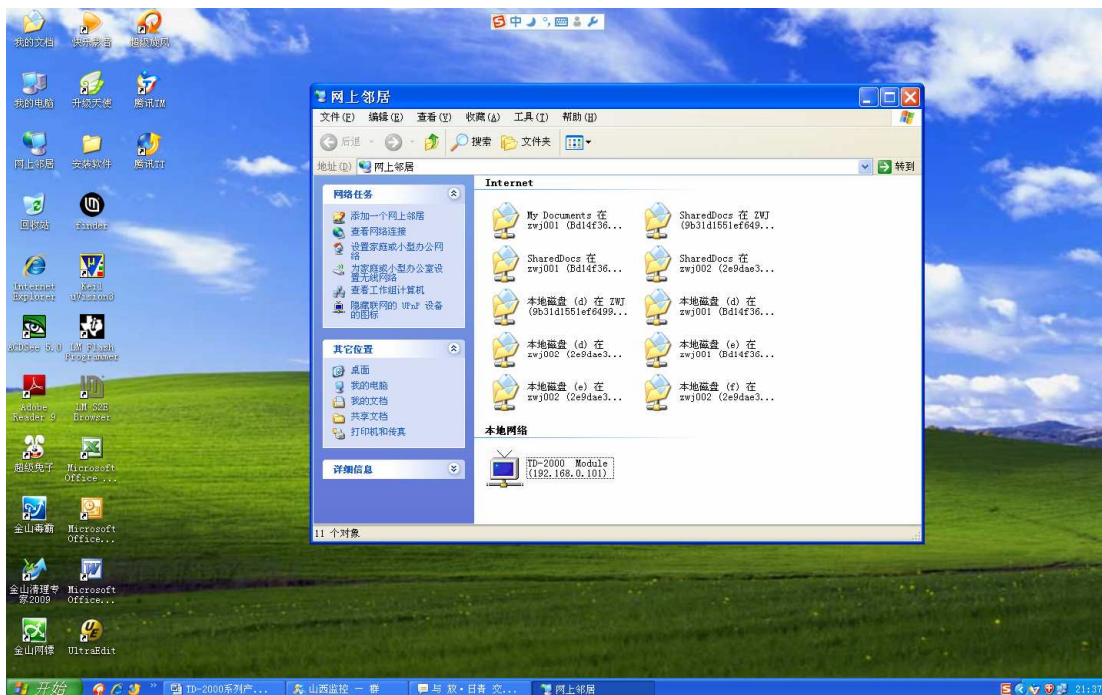 我的文档
快乐影音
超级旋风
中
我的电脑
升级天使
腾讯TM
网上邻居
安装软件
腾讯TT
回收站
finder
Internet
Explorer
Keil
uVision4
ACDSee 5.0
LM Flash
Programmer
Adobe
Reader 9
LM USB
Browser
超级兔子
Microsoft
Office ...
金山毒霸
Microsoft
Office...
金山清理专
家2009
Microsoft
Office...
金山网镖
UltraEdit
网上邻居
文件(F) 编辑(E) 查看(V) 收藏(A) 工具(T) 帮助(H)
后退 搜索 文件夹
地址(D) 网上邻居 转到
网络任务
添加一个网上邻居
查看网络连接
设置家庭或小型办公网
络
为家庭或小型办公室设
置无线网络
查看工作组计算机
隐藏联网的 UPnP 设备
的图标
其它位置
桌面
我的电脑
我的文档
共享文档
打印机和传真
详细信息
Internet
My Documents 在
zwj001 (Bd14f36...
SharedDocs 在 ZWJ
(9b31d1551ef649...
SharedDocs 在
zwj001 (Bd14f36...
SharedDocs 在
zwj002 (2e9dae3...
本地磁盘 (d) 在 ZWJ
(9b31d1551ef6499...
本地磁盘 (d) 在
zwj001 (Bd14f36...
本地磁盘 (d) 在
zwj002 (2e9dae3...
本地磁盘 (e) 在
zwj001 (Bd14f36...
本地磁盘 (e) 在
zwj002 (2e9dae3...
本地磁盘 (f) 在
zwj002 (2e9dae3...
本地网络
TD-2000 Module
(192.168.0.101)
11 个对象
开始
TD-2000系列产...
山西监控 一 群
与 放·日青 交...
网上邻居
21:37